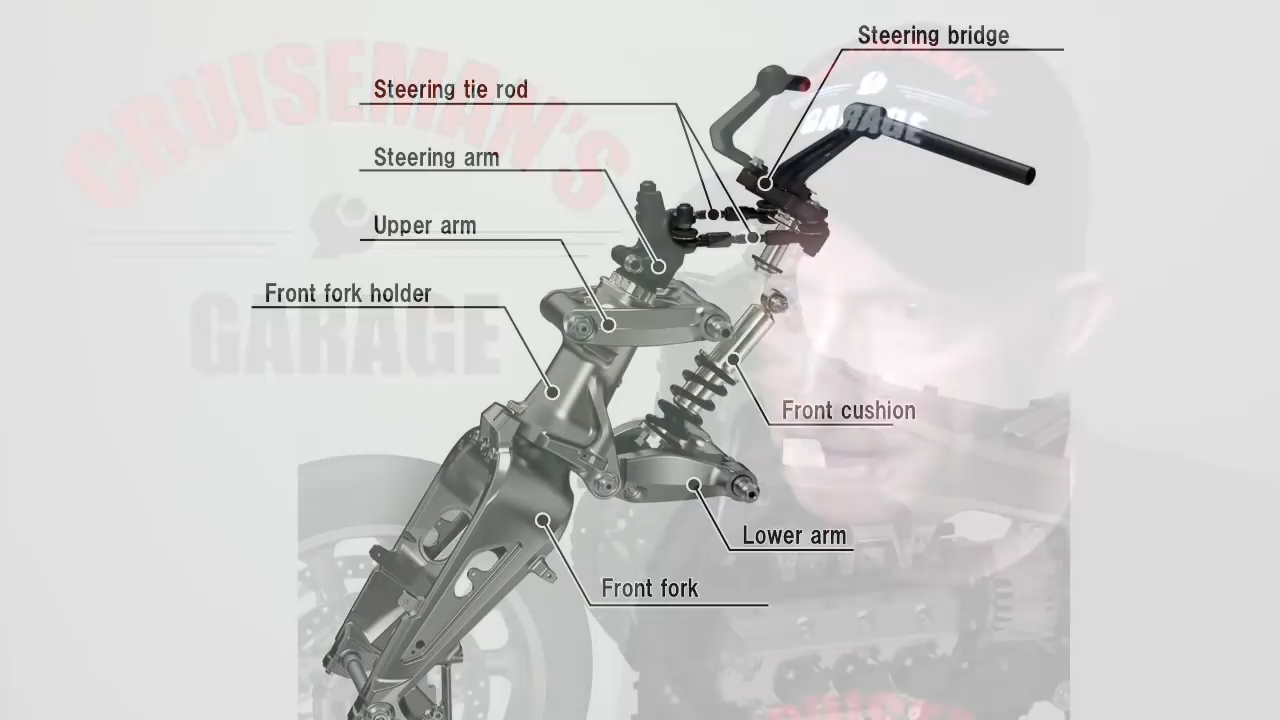 Steering bridge
CRUISEMAN'S
Steering tie rod
GARAGE
Steering arm
Upper arm
Front fork holder
GARAGE
Front cushion
Lower arm
Front fork